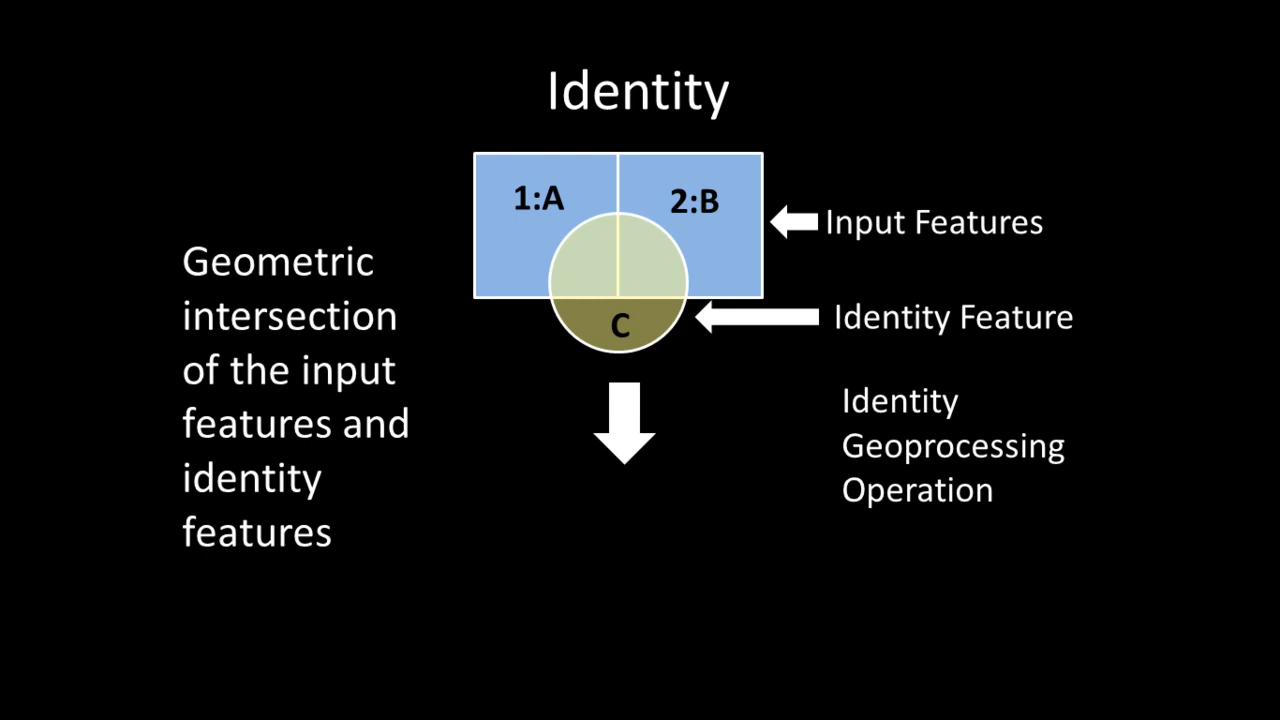 Identity
1:A
2:B
Input Features
C
Identity Feature
Geometric
intersection
of the input
features and
identity
features
Identity
Geoprocessing
Operation